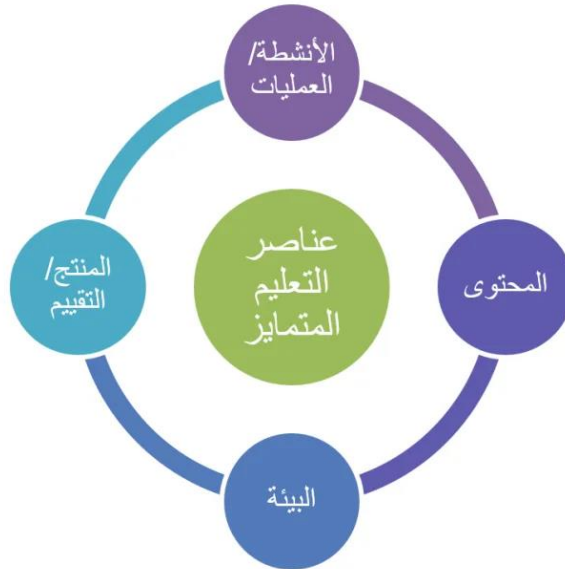 الأنشطة/
العمليات
عناصر
التعليم
المتمايز
المحتوى
المنتج/
التقييم
البيئة